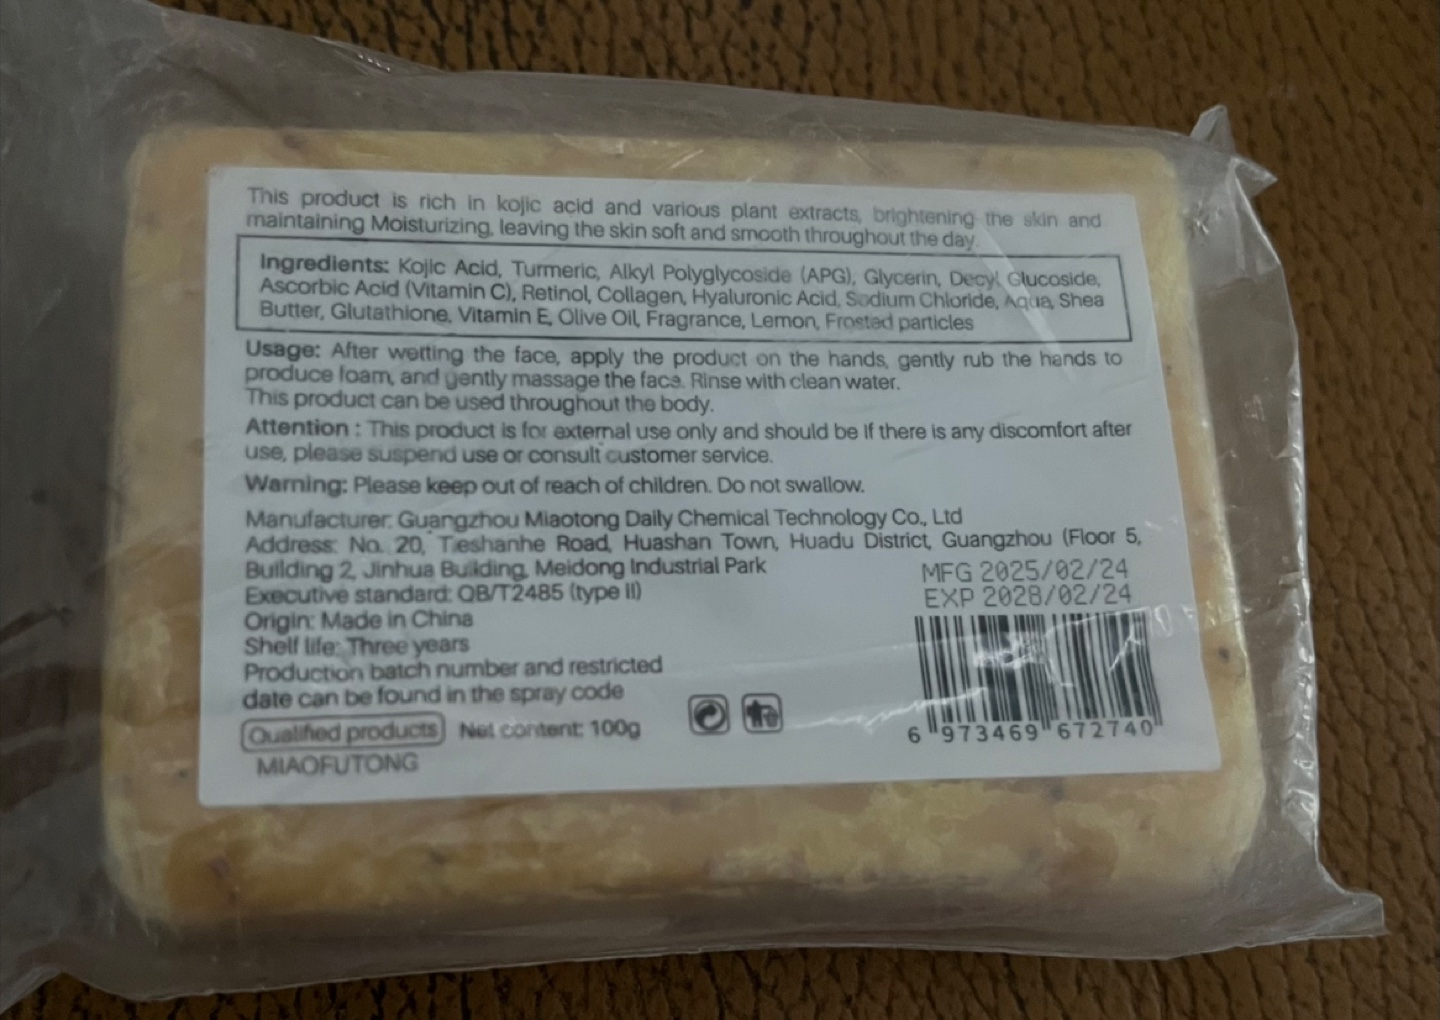 This product is rich in kojic acid and various plant extracts, brightening the skin and
maintaining Moisturizing, leaving the skin soft and smooth throughout the day.
Ingredients: Kojic Acid, Turmeric, Alkyl Polyglycoside (APG), Glycerin, Decyl Glucoside,
Ascorbic Acid (Vitamin C), Retinol, Collagen, Hyaluronic Acid, Sodium Chloride, Aqua, Shea
Butter, Glutathione, Vitamin E, Olive Oil, Fragrance, Lemon, Frosted particles
Usage: After wetting the face, apply the product on the hands, gently rub the hands to
produce foam, and gently massage the face. Rinse with clean water.
This product can be used throughout the body.
Attention : This product is for external use only and should be If there is any discomfort after
use, please suspend use or consult customer service.
Warning: Please keep out of reach of children. Do not swallow.
Manufacturer: Guangzhou Miaotong Daily Chemical Technology Co., Ltd
Address: No. 20, Tieshanhe Road, Huashan Town, Huadu District, Guangzhou (Floor 5,
Building 2, Jinhua Building, Meidong Industrial Park
Executive standard: QB/T2485 (type II)
Origin: Made in China
Shelf life: Three years
Production batch number and restricted
date can be found in the spray code
Qualified products Net content: 100g
MIAOFUTONG
MFG 2025/02/24
EXP 2028/02/24
6 973469 672740